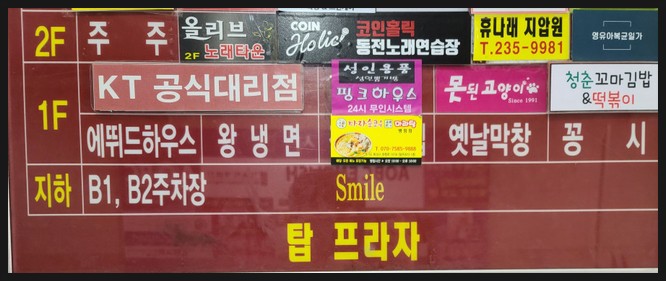 2F 주 주 올리브 2F 노래타운 COIN Holic 코인홀릭 동전노래연습장 휴나래 지압원 T.235-9981 영유아복군일가
KT 공식대리점 성인용품 핑크하우스 24시 무인시스템 못된고양이 Since 1991 청춘꼬마김밥 &떡볶이
1F
에뛰드하우스 왕 냉 면 옛날막창 꽁 시
지하 B1, B2주차장 Smile
탑 프라자